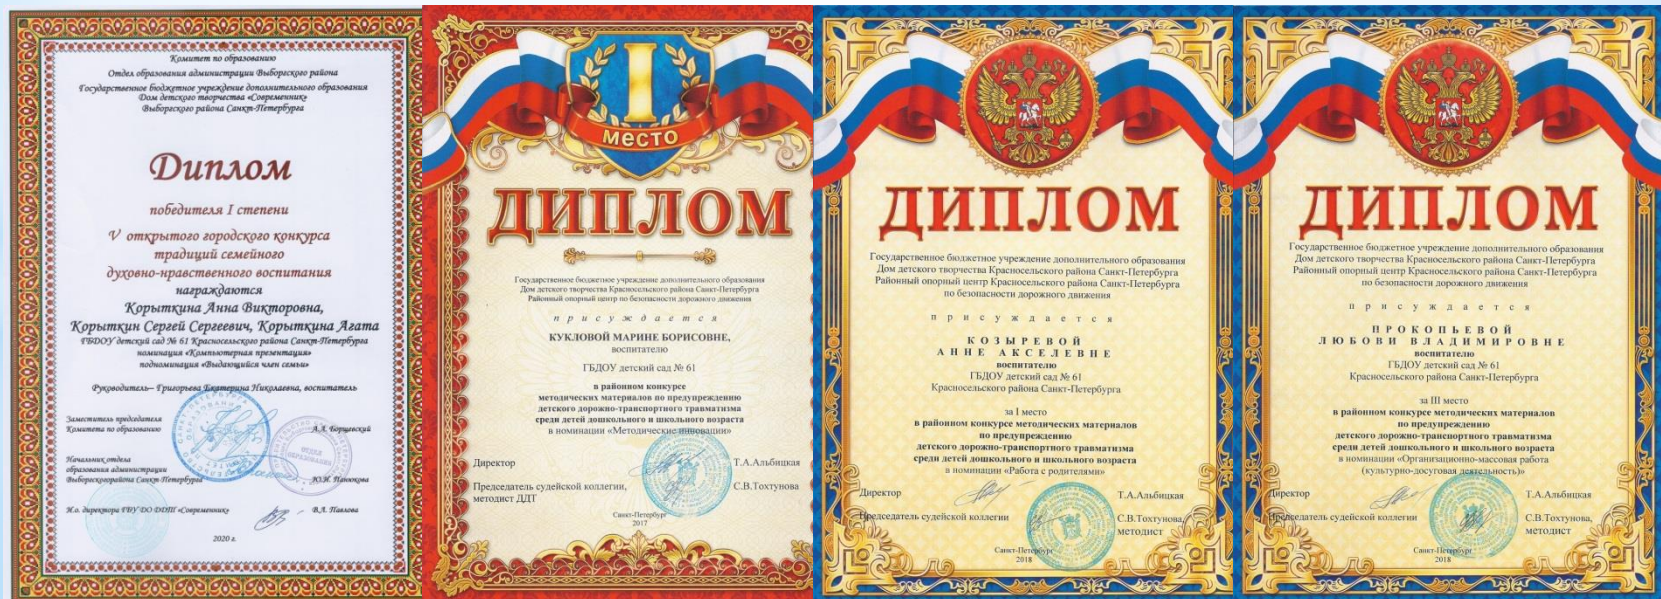 Комитет по образованию
Отдел образования администрации Выборгского района
Государственное бюджетное учреждение дополнительного образования
Дом детского творчества «Современник»
Выборгского района Санкт-Петербурга
Диплом
победителя I степени
V открытого городского конкурса
традиций семейного
духовно-нравственного воспитания
награждаются
Корыткина Анна Викторовна,
Корыткин Сергей Сергеевич, Корыткина Агата
ГБДОУ детский сад № 61 Красносельского района Санкт-Петербурга
номинация «Компьютерная презентация»
подноминация «Выдающийся член семьи»
Руководитель– Григорьева Екатерина Николаевна, воспитатель
Заместитель председателя
Комитета по образованию
А.А. Борщевский
Начальник отдела
образования администрации
Выборгскогорайона Санкт-Петербурга
Ю.Н. Панюкова
И.о. директора ГБУ ДО ДДТ «Современник»
В.А. Павлова
2020 г.
I
место
ДИПЛОМ
Государственное бюджетное учреждение дополнительного образования
Дом детского творчества Красносельского района Санкт-Петербурга
Районный опорный центр по безопасности дорожного движения
присуждается
КУКЛОВОЙ МАРИНЕ БОРИСОВНЕ,
воспитателю
ГБДОУ детский сад № 61
в районном конкурсе
методических материалов по предупреждению
детского дорожно-транспортного травматизма
среди детей дошкольного и школьного возраста
в номинации «Методические инновации»
Директор
Т.А.Альбицкая
Председатель судейской коллегии,
методист ДДТ
С.В.Тохтунова
Санкт-Петербург
2017
ДИПЛОМ
Государственное бюджетное учреждение дополнительного образования
Дом детского творчества Красносельского района Санкт-Петербурга
Районный опорный центр Красносельского района Санкт-Петербурга
по безопасности дорожного движения
присуждается
КОЗЫРЕВОЙ
АННЕ АКСЕЛЕВНЕ
воспитателю
ГБДОУ детский сад № 61
Красносельского района Санкт-Петербурга
за I место
в районном конкурсе методических материалов
по предупреждению
детского дорожно-транспортного травматизма
среди детей дошкольного и школьного возраста
в номинации «Работа с родителями»
Директор
Т.А.Альбицкая
Председатель судейской коллегии
С.В.Тохтунова,
методист
Санкт-Петербург
2018
ДИПЛОМ
Государственное бюджетное учреждение дополнительного образования
Дом детского творчества Красносельского района Санкт-Петербурга
Районный опорный центр Красносельского района Санкт-Петербурга
по безопасности дорожного движения
присуждается
ПРОКОПЬЕВОЙ
ЛЮБОВИ ВЛАДИМИРОВНЕ
воспитателю
ГБДОУ детский сад № 61
Красносельского района Санкт-Петербурга
за III место
в районном конкурсе методических материалов
по предупреждению
детского дорожно-транспортного травматизма
среди детей дошкольного и школьного возраста
в номинации «Организационно-массовая работа
(культурно-досуговая деятельность)»
Директор
Т.А.Альбицкая
Председатель судейской коллегии
С.В.Тохтунова,
методист
Санкт-Петербург
2018